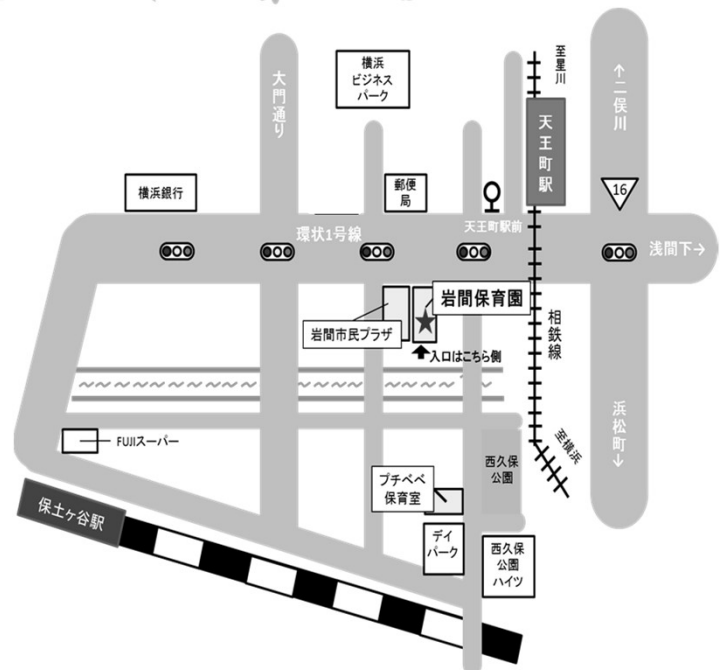 横浜
ビジネス
パーク
大門通り
至星川
↑二俣川
天王町駅
16
横浜銀行
郵便
局
天王町駅前
環状1号線
浅間下→
岩間保育園
岩間市民プラザ
入口はこちら側
相鉄線
浜松町↓
至横浜
FUJIスーパー
西久保
公園
プチベベ
保育室
保土ヶ谷駅
デイ
パーク
西久保
公園
ハイツ